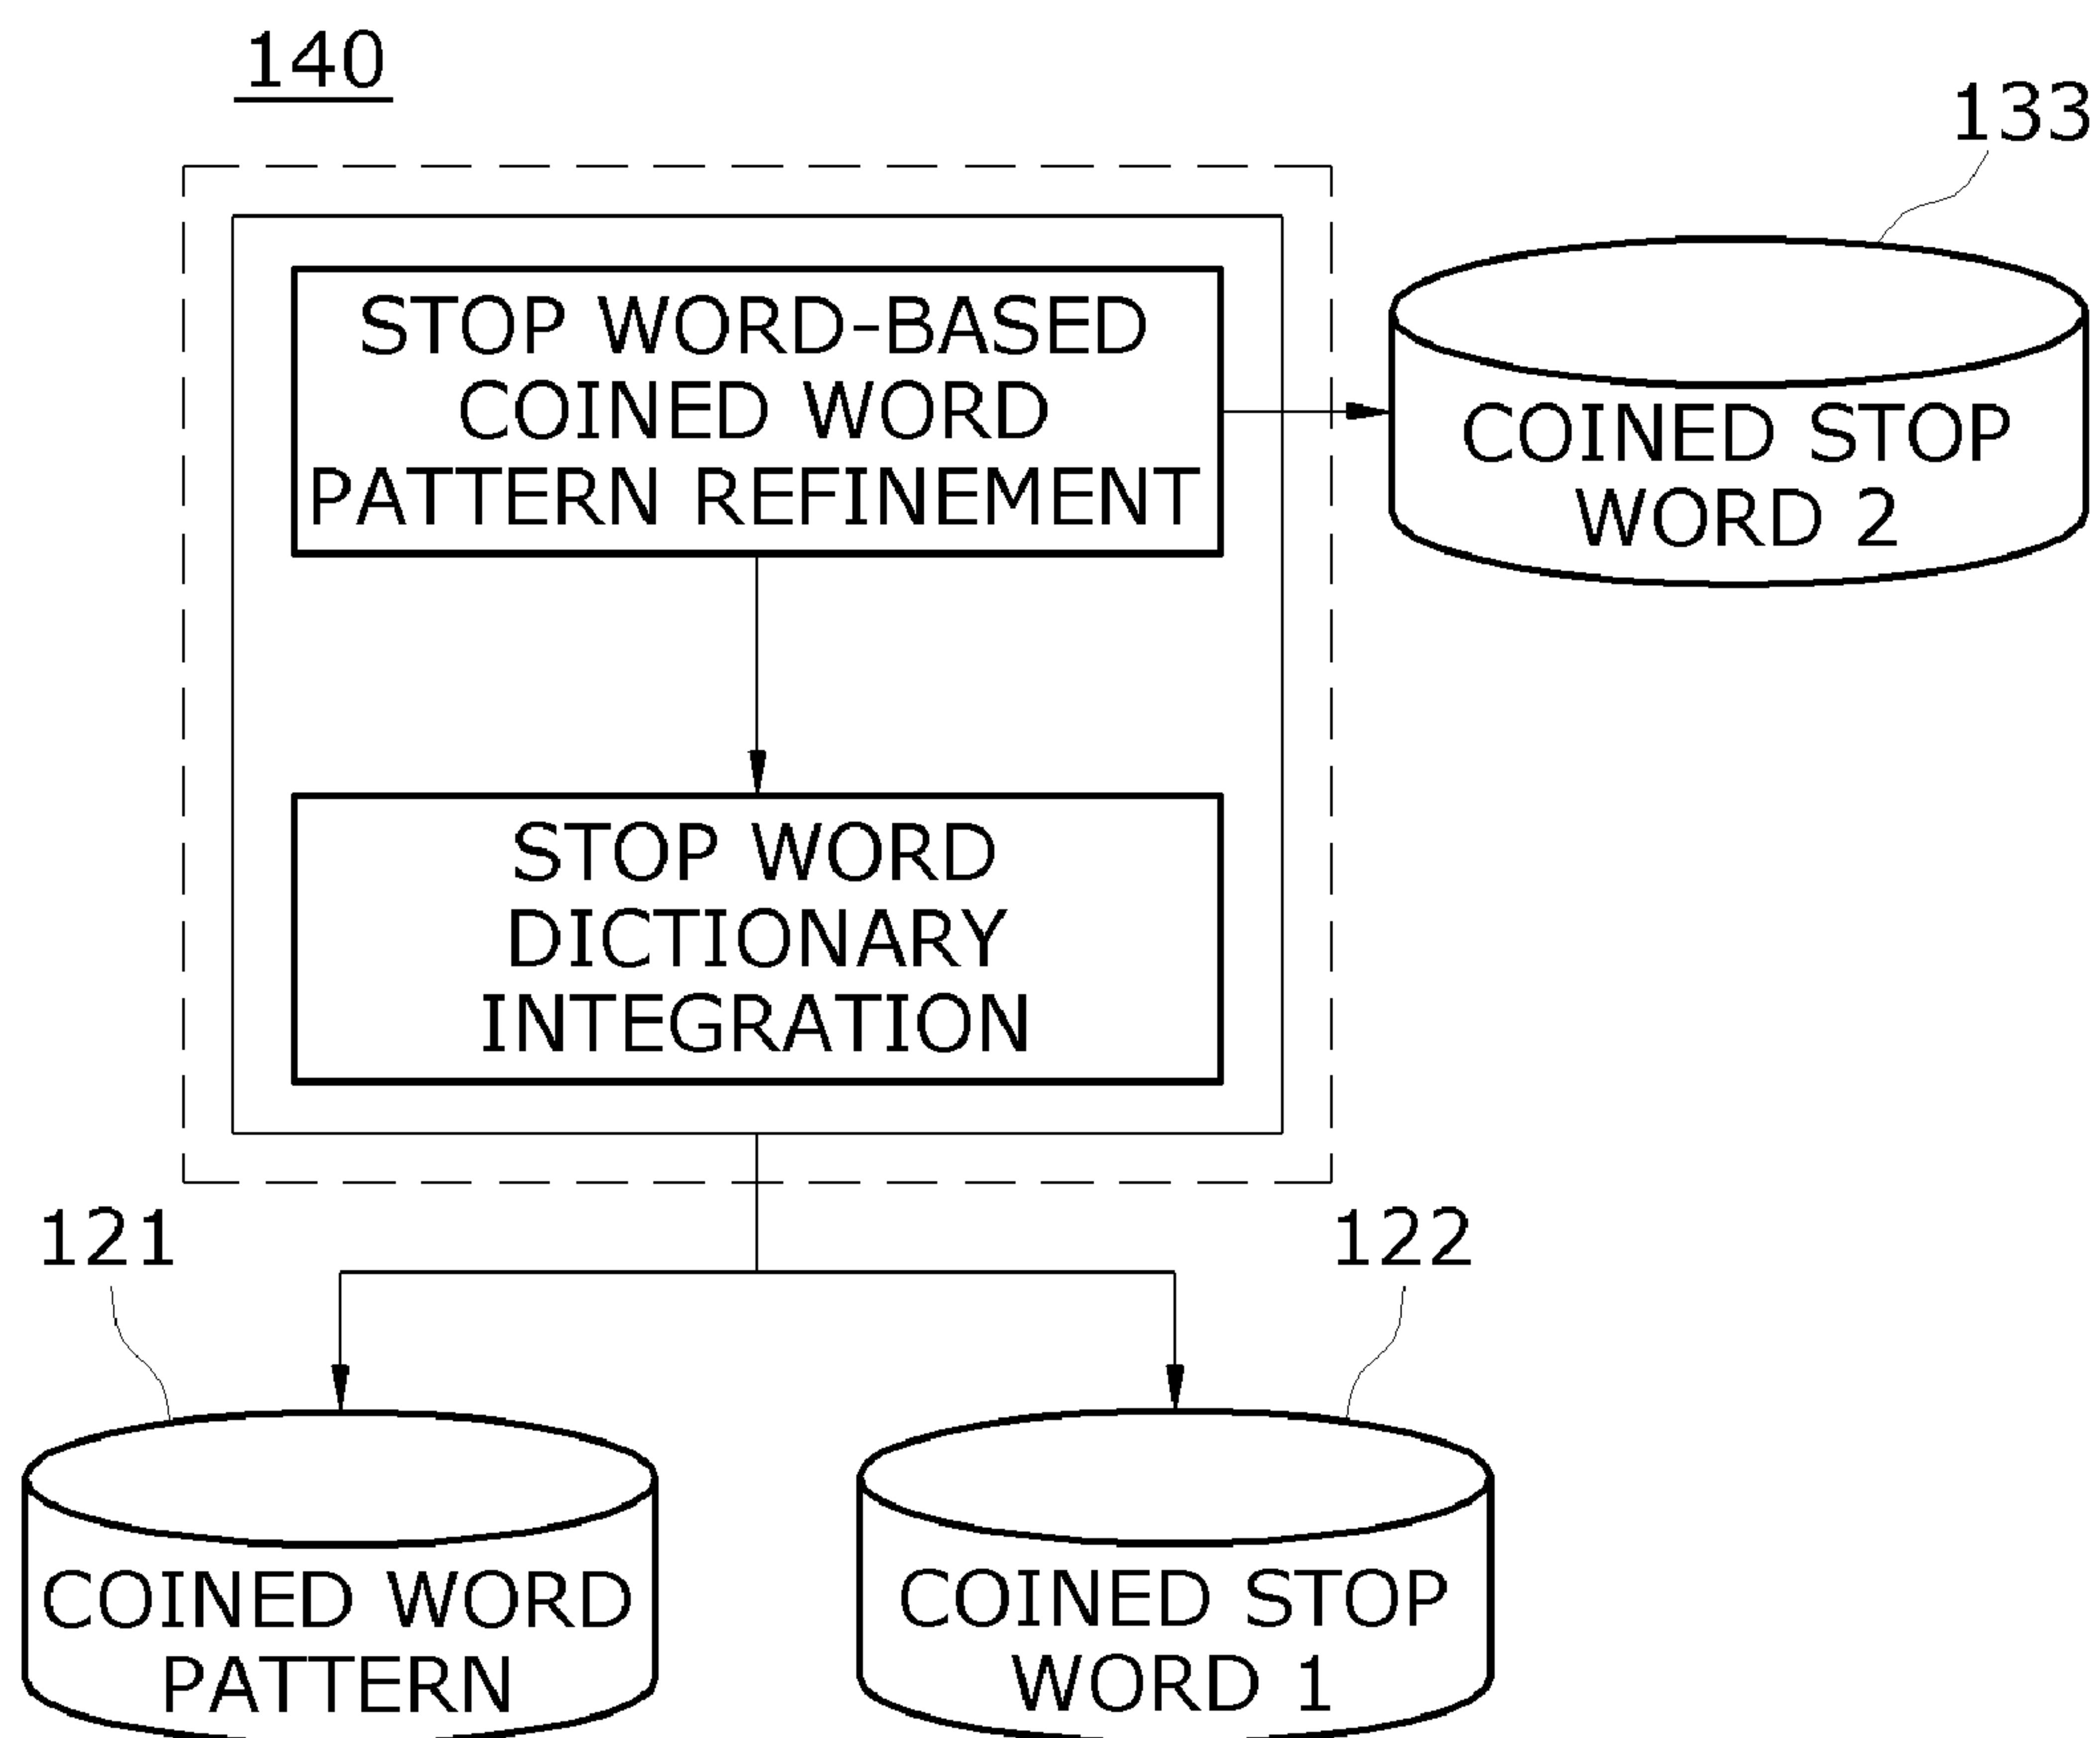 140
133
STOP WORD-BASED
COINED WORD
PATTERN REFINEMENT
COINED STOP
WORD 2
STOP WORD
DICTIONARY
INTEGRATION
121
122
COINED WORD
PATTERN
COINED STOP
WORD 1